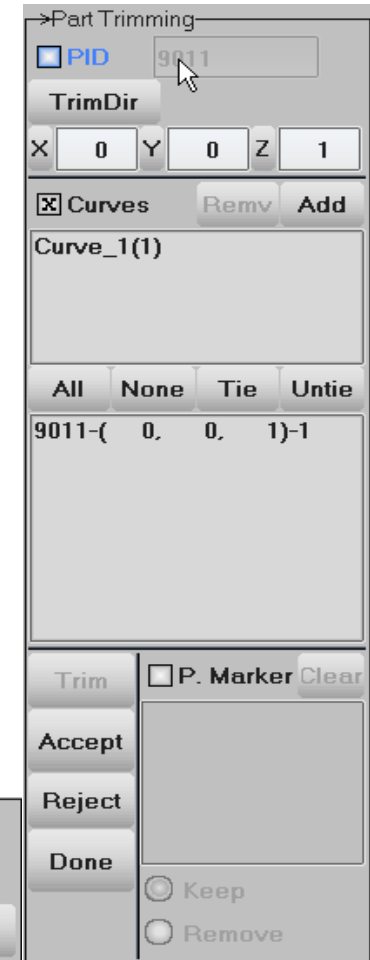 ->Part Trimming
PID 9011
TrimDir
X 0 Y 0 Z 1
X Curves Remv Add
Curve_1(1)
All None Tie Untie
9011-( 0, 0, 1)-1
Trim P. Marker Clear
Accept
Reject
Done
Keep
Remove